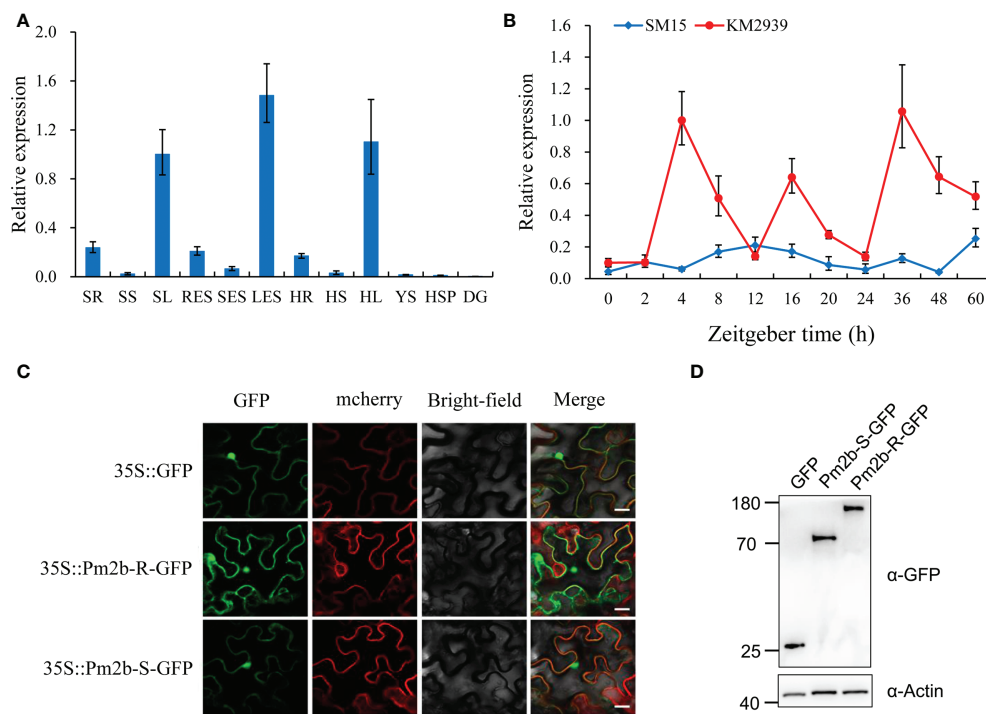 A
Relative expression
2.0
1.6
1.2
0.8
0.4
0.0
SR SS SL RES SES LES HR HS HL YS HSP DG
B
SM15 KM2939
Relative expression
1.6
1.4
1.2
1.0
0.8
0.6
0.4
0.2
0.0
0 2 4 8 12 16 20 24 36 48 60
Zeitgeber time (h)
C
GFP mcherry Bright-field Merge
35S::GFP
35S::Pm2b-R-GFP
35S::Pm2b-S-GFP
D
GFP
Pm2b-S-GFP
Pm2b-R-GFP
180
70
25
α-GFP
40
α-Actin